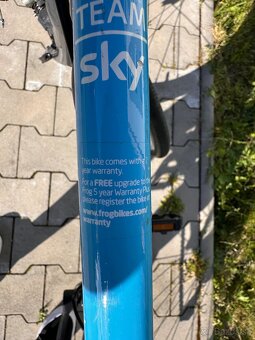 TEAM
sky
This bike comes with a
year warranty.
For a FREE upgrade to the
Frog 5 year Warranty Plus
please register the bike at
www.frogbikes.com/
warranty